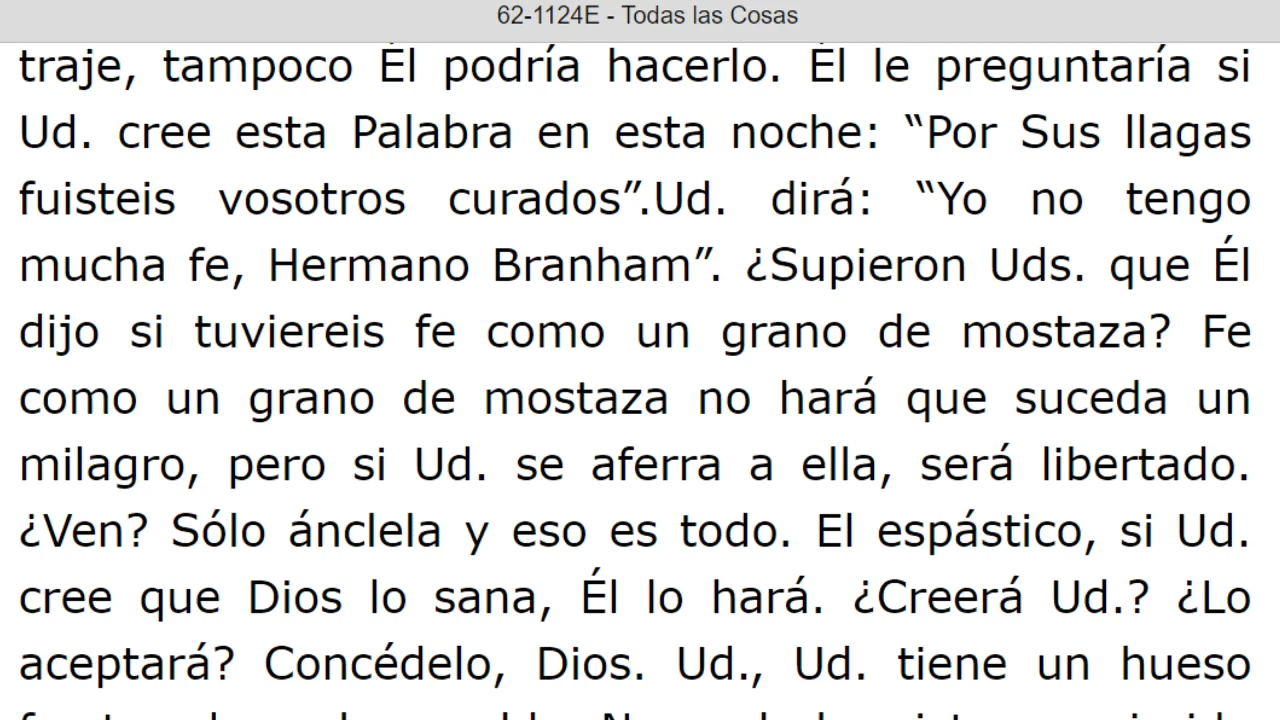 62-1124E - Todas las Cosas
traje, tampoco Él podría hacerlo. Él le preguntaría si
Ud. cree esta Palabra en esta noche: “Por Sus llagas
fuisteis vosotros curados”.Ud. dirá: “Yo no tengo
mucha fe, Hermano Branham”. ¿Supieron Uds. que Él
dijo si tuviereis fe como un grano de mostaza? Fe
como un grano de mostaza no hará que suceda un
milagro, pero si Ud. se aferra a ella, será libertado.
¿Ven? Sólo ánclela y eso es todo. El espástico, si Ud.
cree que Dios lo sana, Él lo hará. ¿Creerá Ud.? ¿Lo
aceptará? Concédelo, Dios. Ud., Ud. tiene un hueso